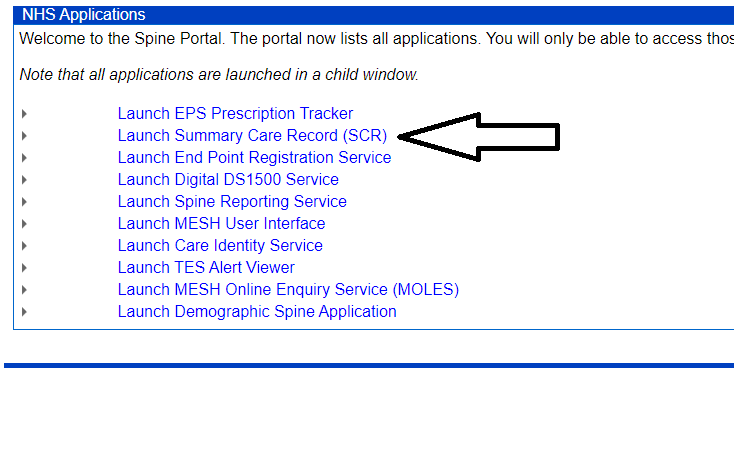 NHS Applications
Welcome to the Spine Portal. The portal now lists all applications. You will only be able to access
Note that all applications are launched in a child window.
Launch EPS Prescription Tracker
Launch Summary Care Record (SCR)
Launch End Point Registration Service
Launch Digital DS1500 Service
Launch Spine Reporting Service
Launch MESH User Interface
Launch Care Identity Service
Launch TES Alert Viewer
Launch MESH Online Enquiry Service (MOLES)
Launch Demographic Spine Application